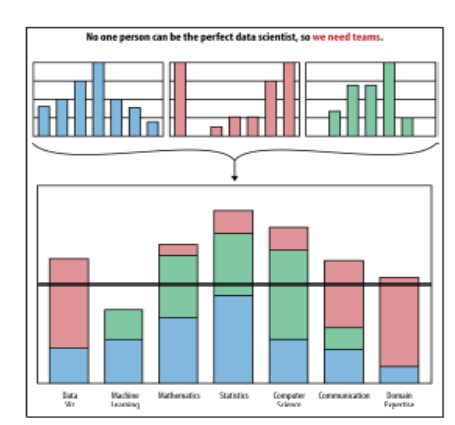 No one person can be the perfect data scientist, so we need teams.
Data Machine Mathematics Statistics Computer Communication Domain
Viz Learning Science Expertise